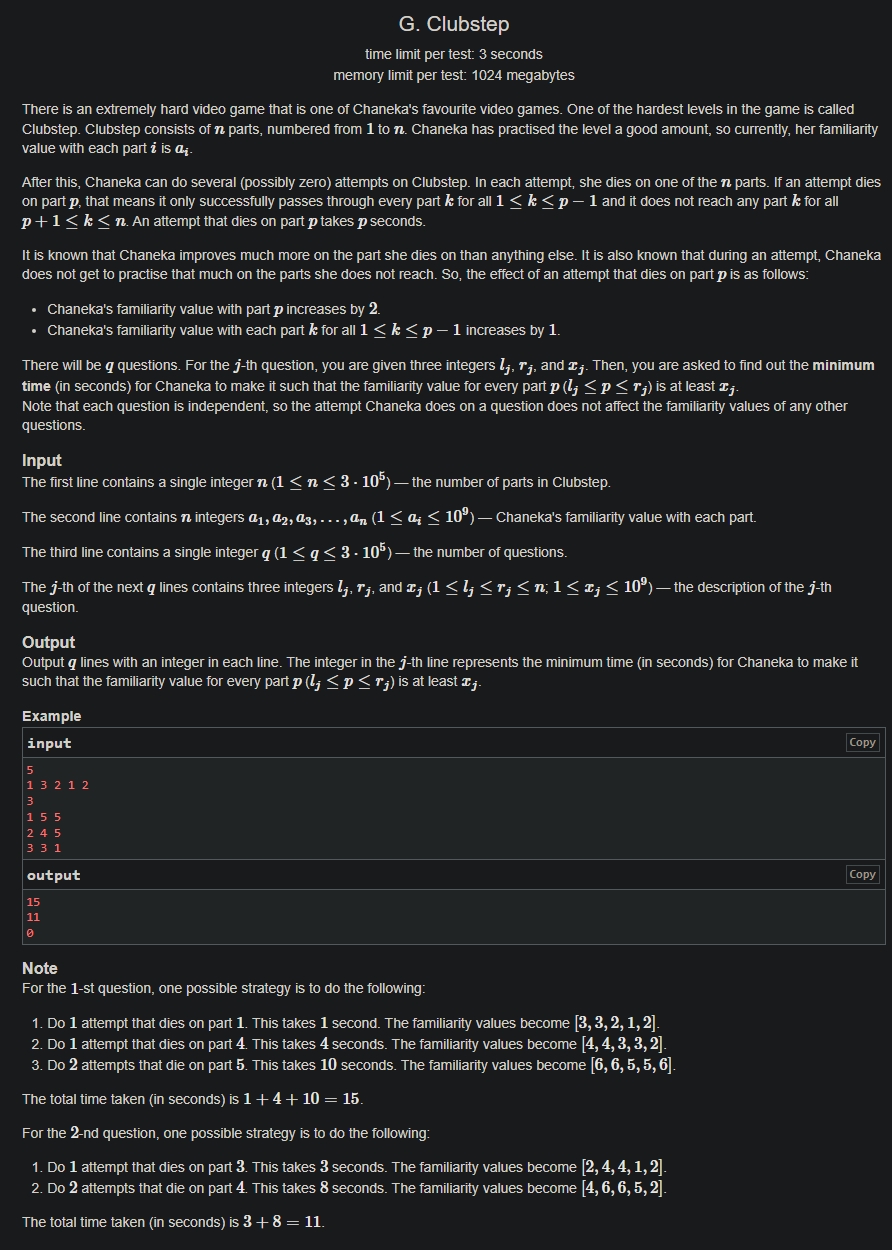 G. Clubstep
time limit per test: 3 seconds
memory limit per test: 1024 megabytes
There is an extremely hard video game that is one of Chaneka's favourite video games. One of the hardest levels in the game is called
Clubstep. Clubstep consists of n parts, numbered from 1 to n. Chaneka has practised the level a good amount, so currently, her familiarity
value with each part i is a_i.
After this, Chaneka can do several (possibly zero) attempts on Clubstep. In each attempt, she dies on one of the n parts. If an attempt dies
on part p, that means it only successfully passes through every part k for all 1 ≤ k ≤ p − 1 and it does not reach any part k for all
p + 1 ≤ k ≤ n. An attempt that dies on part p takes p seconds.
It is known that Chaneka improves much more on the part she dies on than anything else. It is also known that during an attempt, Chaneka
does not get to practise that much on the parts she does not reach. So, the effect of an attempt that dies on part p is as follows:
• Chaneka's familiarity value with part p increases by 2.
• Chaneka's familiarity value with each part k for all 1 ≤ k ≤ p − 1 increases by 1.
There will be q questions. For the j-th question, you are given three integers l_j, r_j, and x_j. Then, you are asked to find out the minimum
time (in seconds) for Chaneka to make it such that the familiarity value for every part p (l_j ≤ p ≤ r_j) is at least x_j.
Note that each question is independent, so the attempt Chaneka does on a question does not affect the familiarity values of any other
questions.
Input
The first line contains a single integer n (1 ≤ n ≤ 3 · 10^5) — the number of parts in Clubstep.
The second line contains n integers a_1, a_2, a_3, . . . , a_n (1 ≤ a_i ≤ 10^9) — Chaneka's familiarity value with each part.
The third line contains a single integer q (1 ≤ q ≤ 3 · 10^5) — the number of questions.
The j-th of the next q lines contains three integers l_j, r_j, and x_j (1 ≤ l_j ≤ r_j ≤ n; 1 ≤ x_j ≤ 10^9) — the description of the j-th
question.
Output
Output q lines with an integer in each line. The integer in the j-th line represents the minimum time (in seconds) for Chaneka to make it
such that the familiarity value for every part p (l_j ≤ p ≤ r_j) is at least x_j.
Example
input
Copy
5
1 3 2 1 2
3
1 5 5
2 4 5
3 3 1
output
Copy
15
11
0
Note
For the 1-st question, one possible strategy is to do the following:
1. Do 1 attempt that dies on part 1. This takes 1 second. The familiarity values become [3, 3, 2, 1, 2].
2. Do 1 attempt that dies on part 4. This takes 4 seconds. The familiarity values become [4, 4, 3, 3, 2].
3. Do 2 attempts that die on part 5. This takes 10 seconds. The familiarity values become [6, 6, 5, 5, 6].
The total time taken (in seconds) is 1 + 4 + 10 = 15.
For the 2-nd question, one possible strategy is to do the following:
1. Do 1 attempt that dies on part 3. This takes 3 seconds. The familiarity values become [2, 4, 4, 1, 2].
2. Do 2 attempts that die on part 4. This takes 8 seconds. The familiarity values become [4, 6, 6, 5, 2].
The total time taken (in seconds) is 3 + 8 = 11.